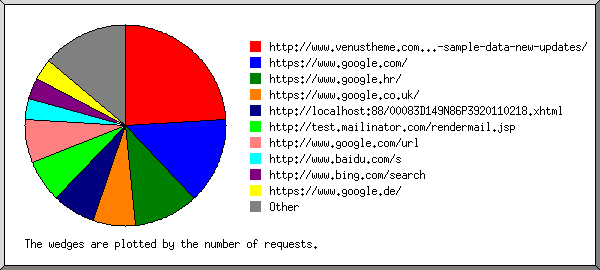 http://www.venustheme.com...-sample-data-new-updates/
https://www.google.com/
https://www.google.hr/
https://www.google.co.uk/
http://localhost:88/00083D149N86P3920110218.xhtml
http://test.mailinator.com/rendermail.jsp
http://www.google.com/url
http://www.baidu.com/s
http://www.bing.com/search
https://www.google.de/
Other
The wedges are plotted by the number of requests.